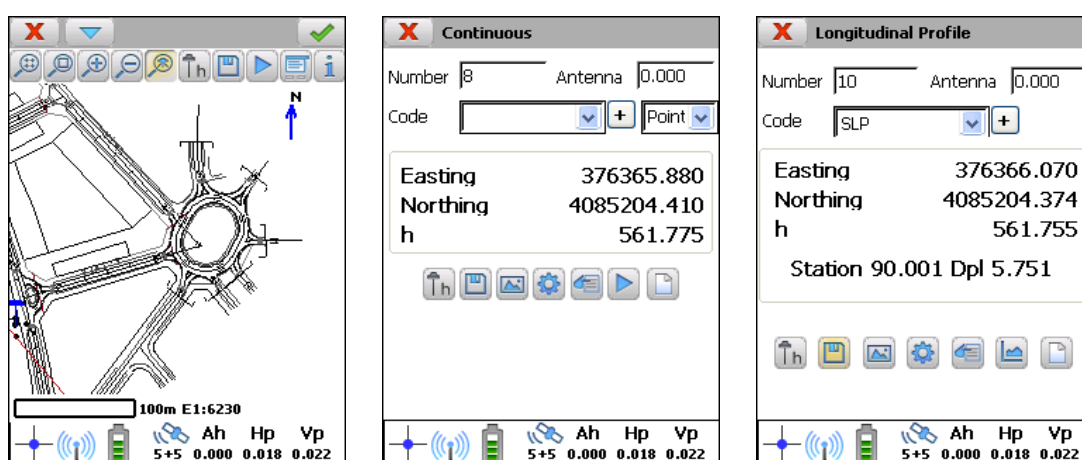 X
h
i
N
100m E1:6230
Ah Hp Vp
5+5 0.000 0.018 0.022
X Continuous
Number 8 Antenna 0.000
Code + Point
Easting 376365.880
Northing 4085204.410
h 561.775
h
Ah Hp Vp
5+5 0.000 0.018 0.022
X Longitudinal Profile
Number 10 Antenna 0.000
Code SLP +
Easting 376366.070
Northing 4085204.374
h 561.755
Station 90.001 Dpl 5.751
h
Ah Hp Vp
5+5 0.000 0.018 0.022